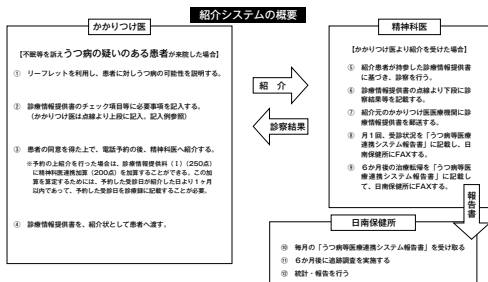 紹介システムの概要
かかりつけ医
【不眠等を訴えうつ病の疑いのある患者が来院した場合】
① リーフレットを利用し、患者に対しうつ病の可能性を説明する。
② 診療情報提供書のチェック項目等に必要事項を記入する。
(かかりつけ医は点線より上段に記入。記入例参照)
③ 患者の同意を得た上で、電話予約の後、精神科医へ紹介する。
※予約の上紹介を行った場合は、診療情報提供料(Ⅰ)(250点)
に精神科医連携加算(200点)を加算することができる。この加
算を算定するためには、予約した受診日が紹介した日より1ヶ月
以内であって、予約した受診日を診療録に記載することが必要。
④ 診療情報提供書を、紹介状として患者へ渡す。
紹 介
診察結果
精神科医
【かかりつけ医より紹介を受けた場合】
⑤ 紹介患者が持参した診療情報提供書
に基づき、診察を行う。
⑥ 診療情報提供書の点線より下段に診
察結果等を記載する。
⑦ 紹介元のかかりつけ医医療機関に診
療情報提供書を郵送する。
⑧ 月1回、受診状況を「うつ病等医療
連携システム報告書」に記載し、日
南保健所にFAXする。
⑨ 6か月後の治療転帰を「うつ病等医
療連携システム報告書」に記載し
て、日南保健所にFAXする。
報告書
日南保健所
⑩ 毎月の「うつ病等医療連携システム報告書」を受け取る
⑪ 6か月後に追跡調査を実施する
⑫ 統計・報告を行う